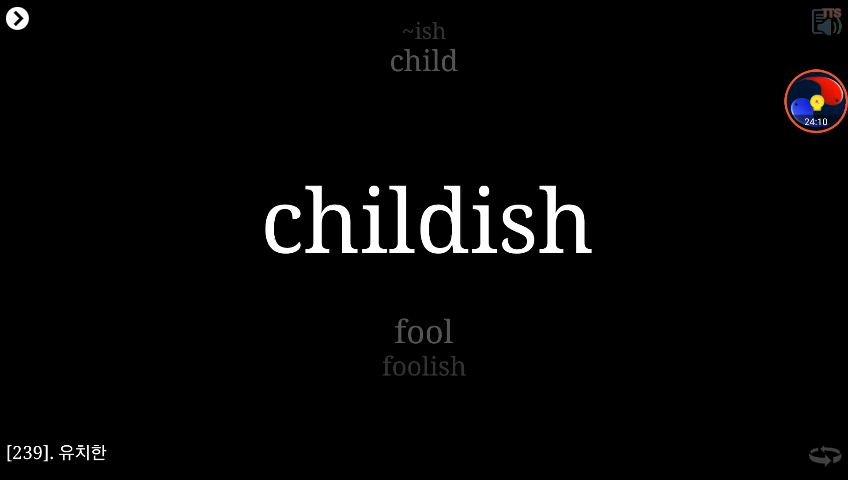 ~ish
TTS
child
24:10
childish
fool
foolish
[239]. 유치한